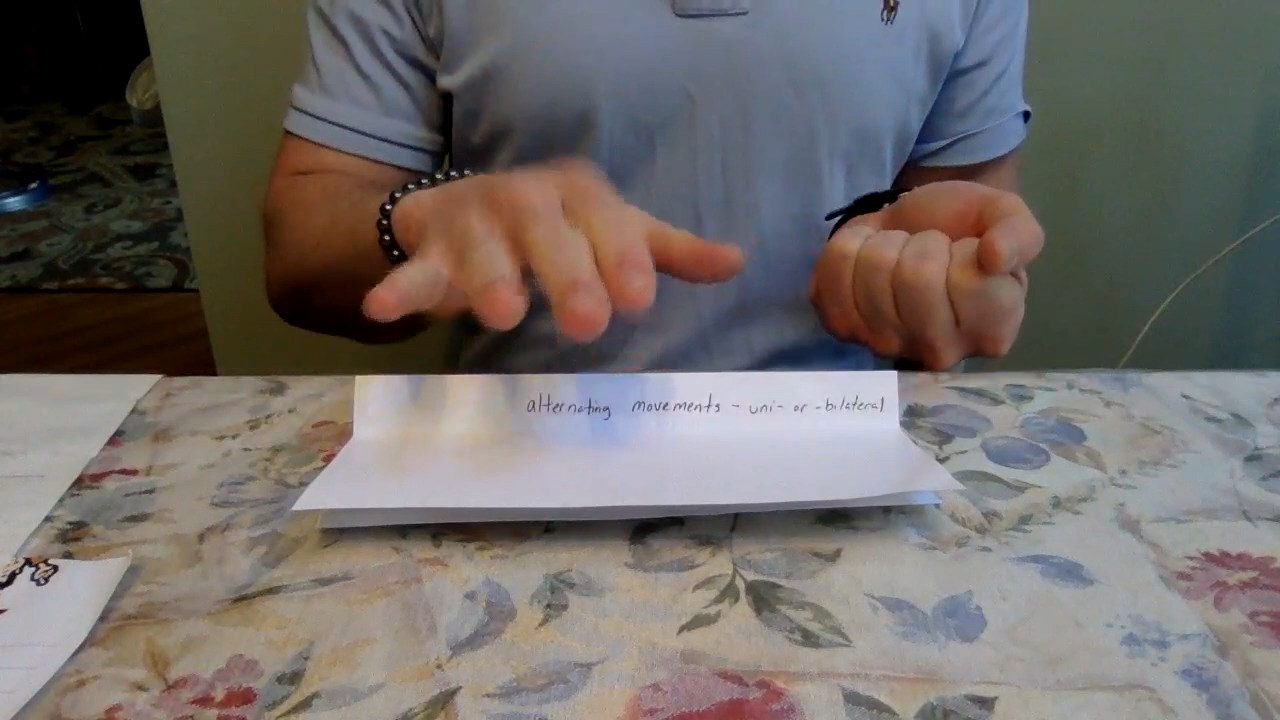 alternating movements - uni- or -bilateral